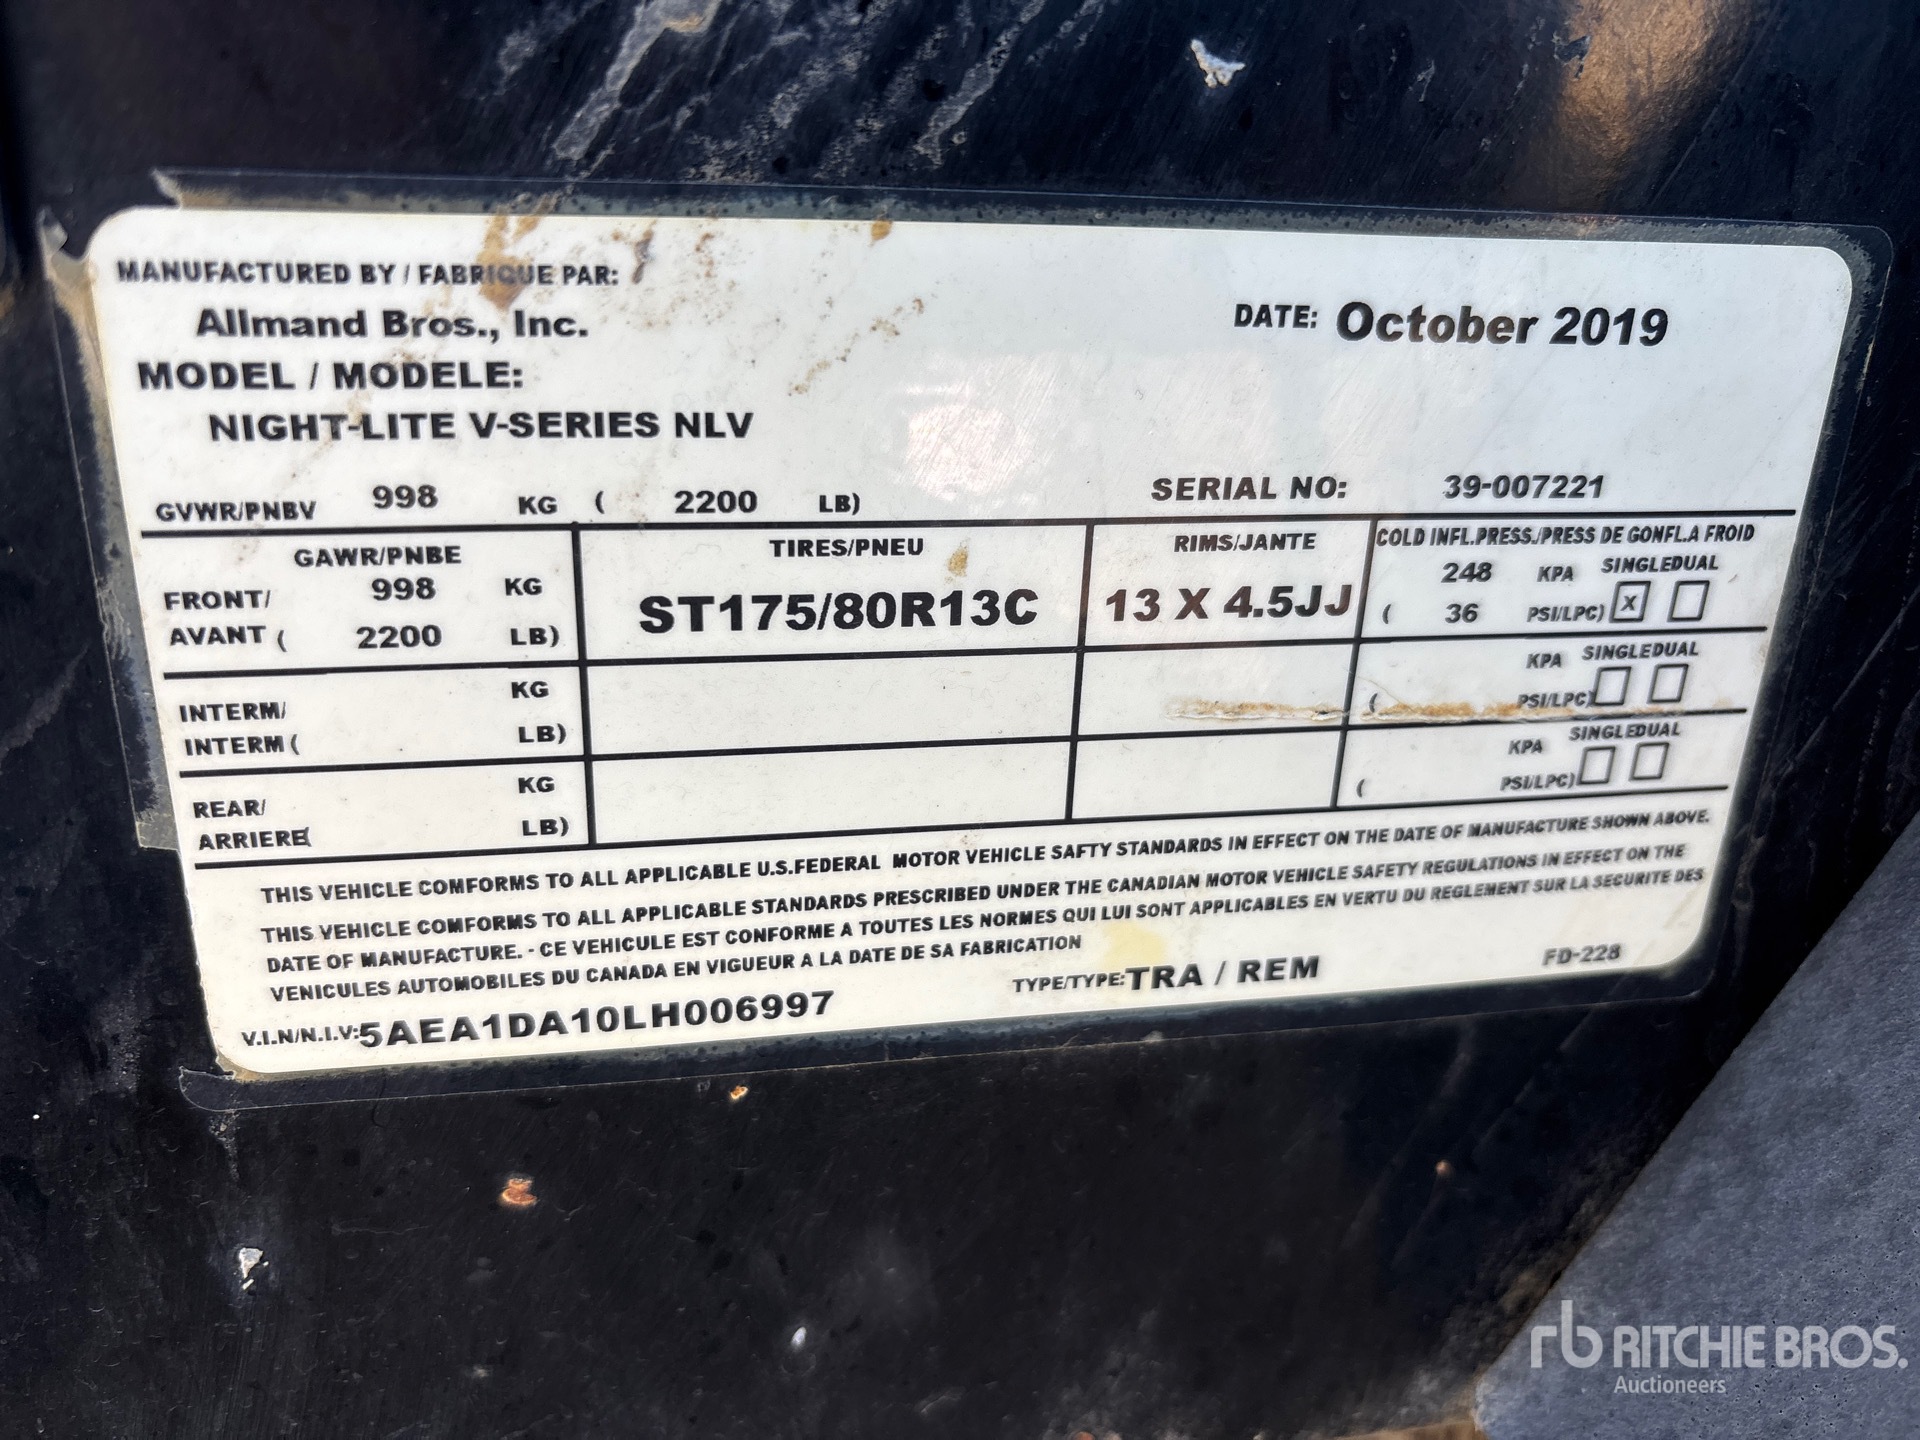 MANUFACTURED BY / FABRIQUE PAR:
Allmand Bros., Inc.
DATE: October 2019
MODEL / MODELE:
NIGHT-LITE V-SERIES NLV
GVWR/PNBV 998 KG ( 2200 LB) SERIAL NO: 39-007221
GAWR/PNBE TIRES/PNEU RIMS/JANTE COLD INFL.PRESS./PRESS DE GONFL.A FROID
FRONT/ 998 KG ST175/80R13C 13 X 4.5JJ 248 KPA SINGLEDUAL
AVANT ( 2200 LB) ( 36 PSI/LPC) X
INTERM/ KG KPA SINGLEDUAL
INTERM ( LB) ( PSI/LPC)
REAR/ KG KPA SINGLEDUAL
ARRIERE( LB) ( PSI/LPC)
THIS VEHICLE COMFORMS TO ALL APPLICABLE U.S.FEDERAL MOTOR VEHICLE SAFTY STANDARDS IN EFFECT ON THE DATE OF MANUFACTURE SHOWN ABOVE.
THIS VEHICLE COMFORMS TO ALL APPLICABLE STANDARDS PRESCRIBED UNDER THE CANADIAN MOTOR VEHICLE SAFETY REGULATIONS IN EFFECT ON THE
DATE OF MANUFACTURE. - CE VEHICULE EST CONFORME A TOUTES LES NORMES QUI LUI SONT APPLICABLES EN VERTU DU REGLEMENT SUR LA SECURITE DES
VENICULES AUTOMOBILES DU CANADA EN VIGUEUR A LA DATE DE SA FABRICATION
V.I.N/N.I.V:5AEA1DA10LH006997 TYPE/TYPE:TRA / REM FD-228
rb RITCHIE BROS.
Auctioneers